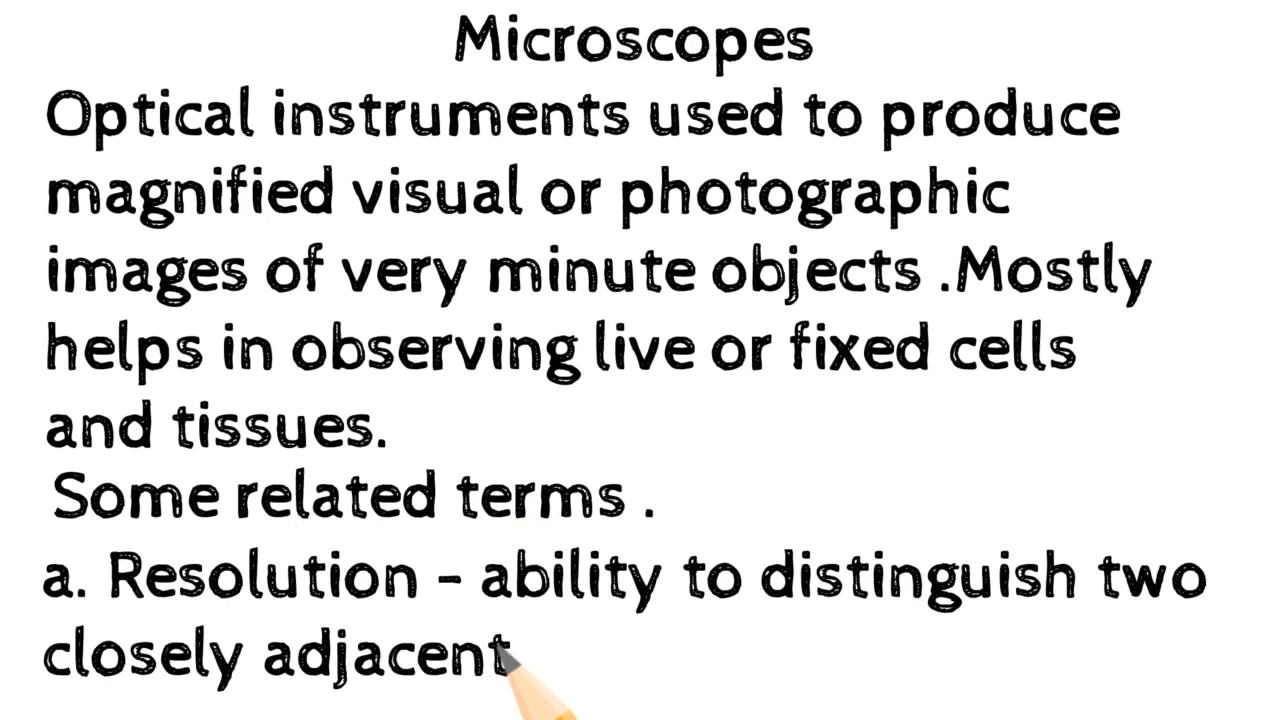 Microscopes
Optical instruments used to produce
magnified visual or photographic
images of very minute objects .Mostly
helps in observing live or fixed cells
and tissues.
Some related terms .
a. Resolution - ability to distinguish two
closely adjacent